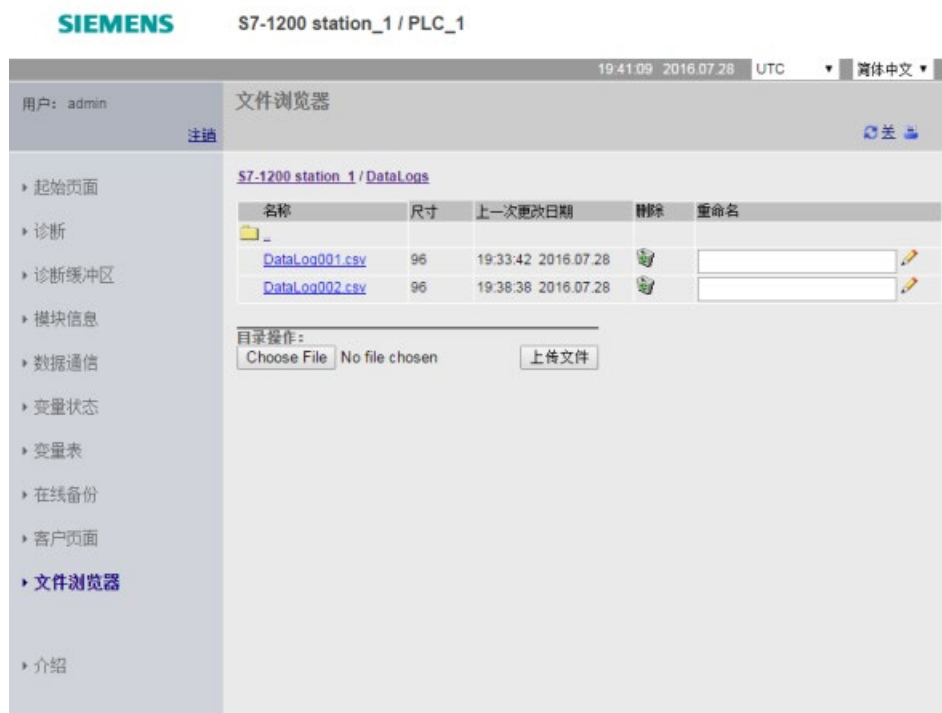 SIEMENS S7-1200 station_1 / PLC_1
19:41:09 2016.07.28 UTC 简体中文
用户: admin 文件浏览器
注销 关
S7-1200 station_1 / DataLogs
起始页面
名称 尺寸 上一次更改日期 删除 重命名
诊断
..
DataLog001.csv 96 19:33:42 2016.07.28
诊断缓冲区
DataLog002.csv 96 19:38:38 2016.07.28
模块信息
目录操作:
Choose File No file chosen 上传文件
数据通信
变量状态
变量表
在线备份
客户页面
文件浏览器
介绍